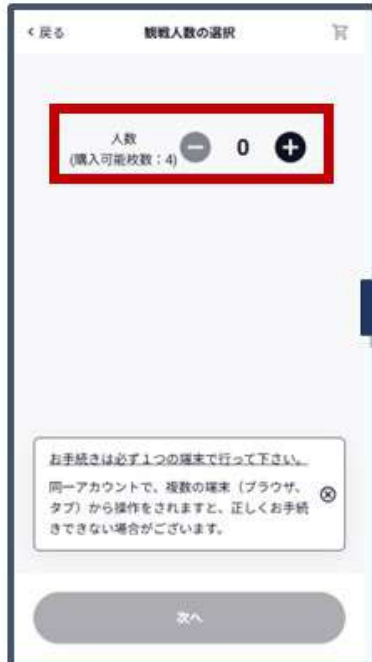 < 戻る 観戦人数の選択
人数
(購入可能枚数：4)
0
お手続きは必ず１つの端末で行って下さい。
同一アカウントで、複数の端末（ブラウザ、
タブ）から操作をされますと、正しくお手続
きできない場合がございます。
次へ